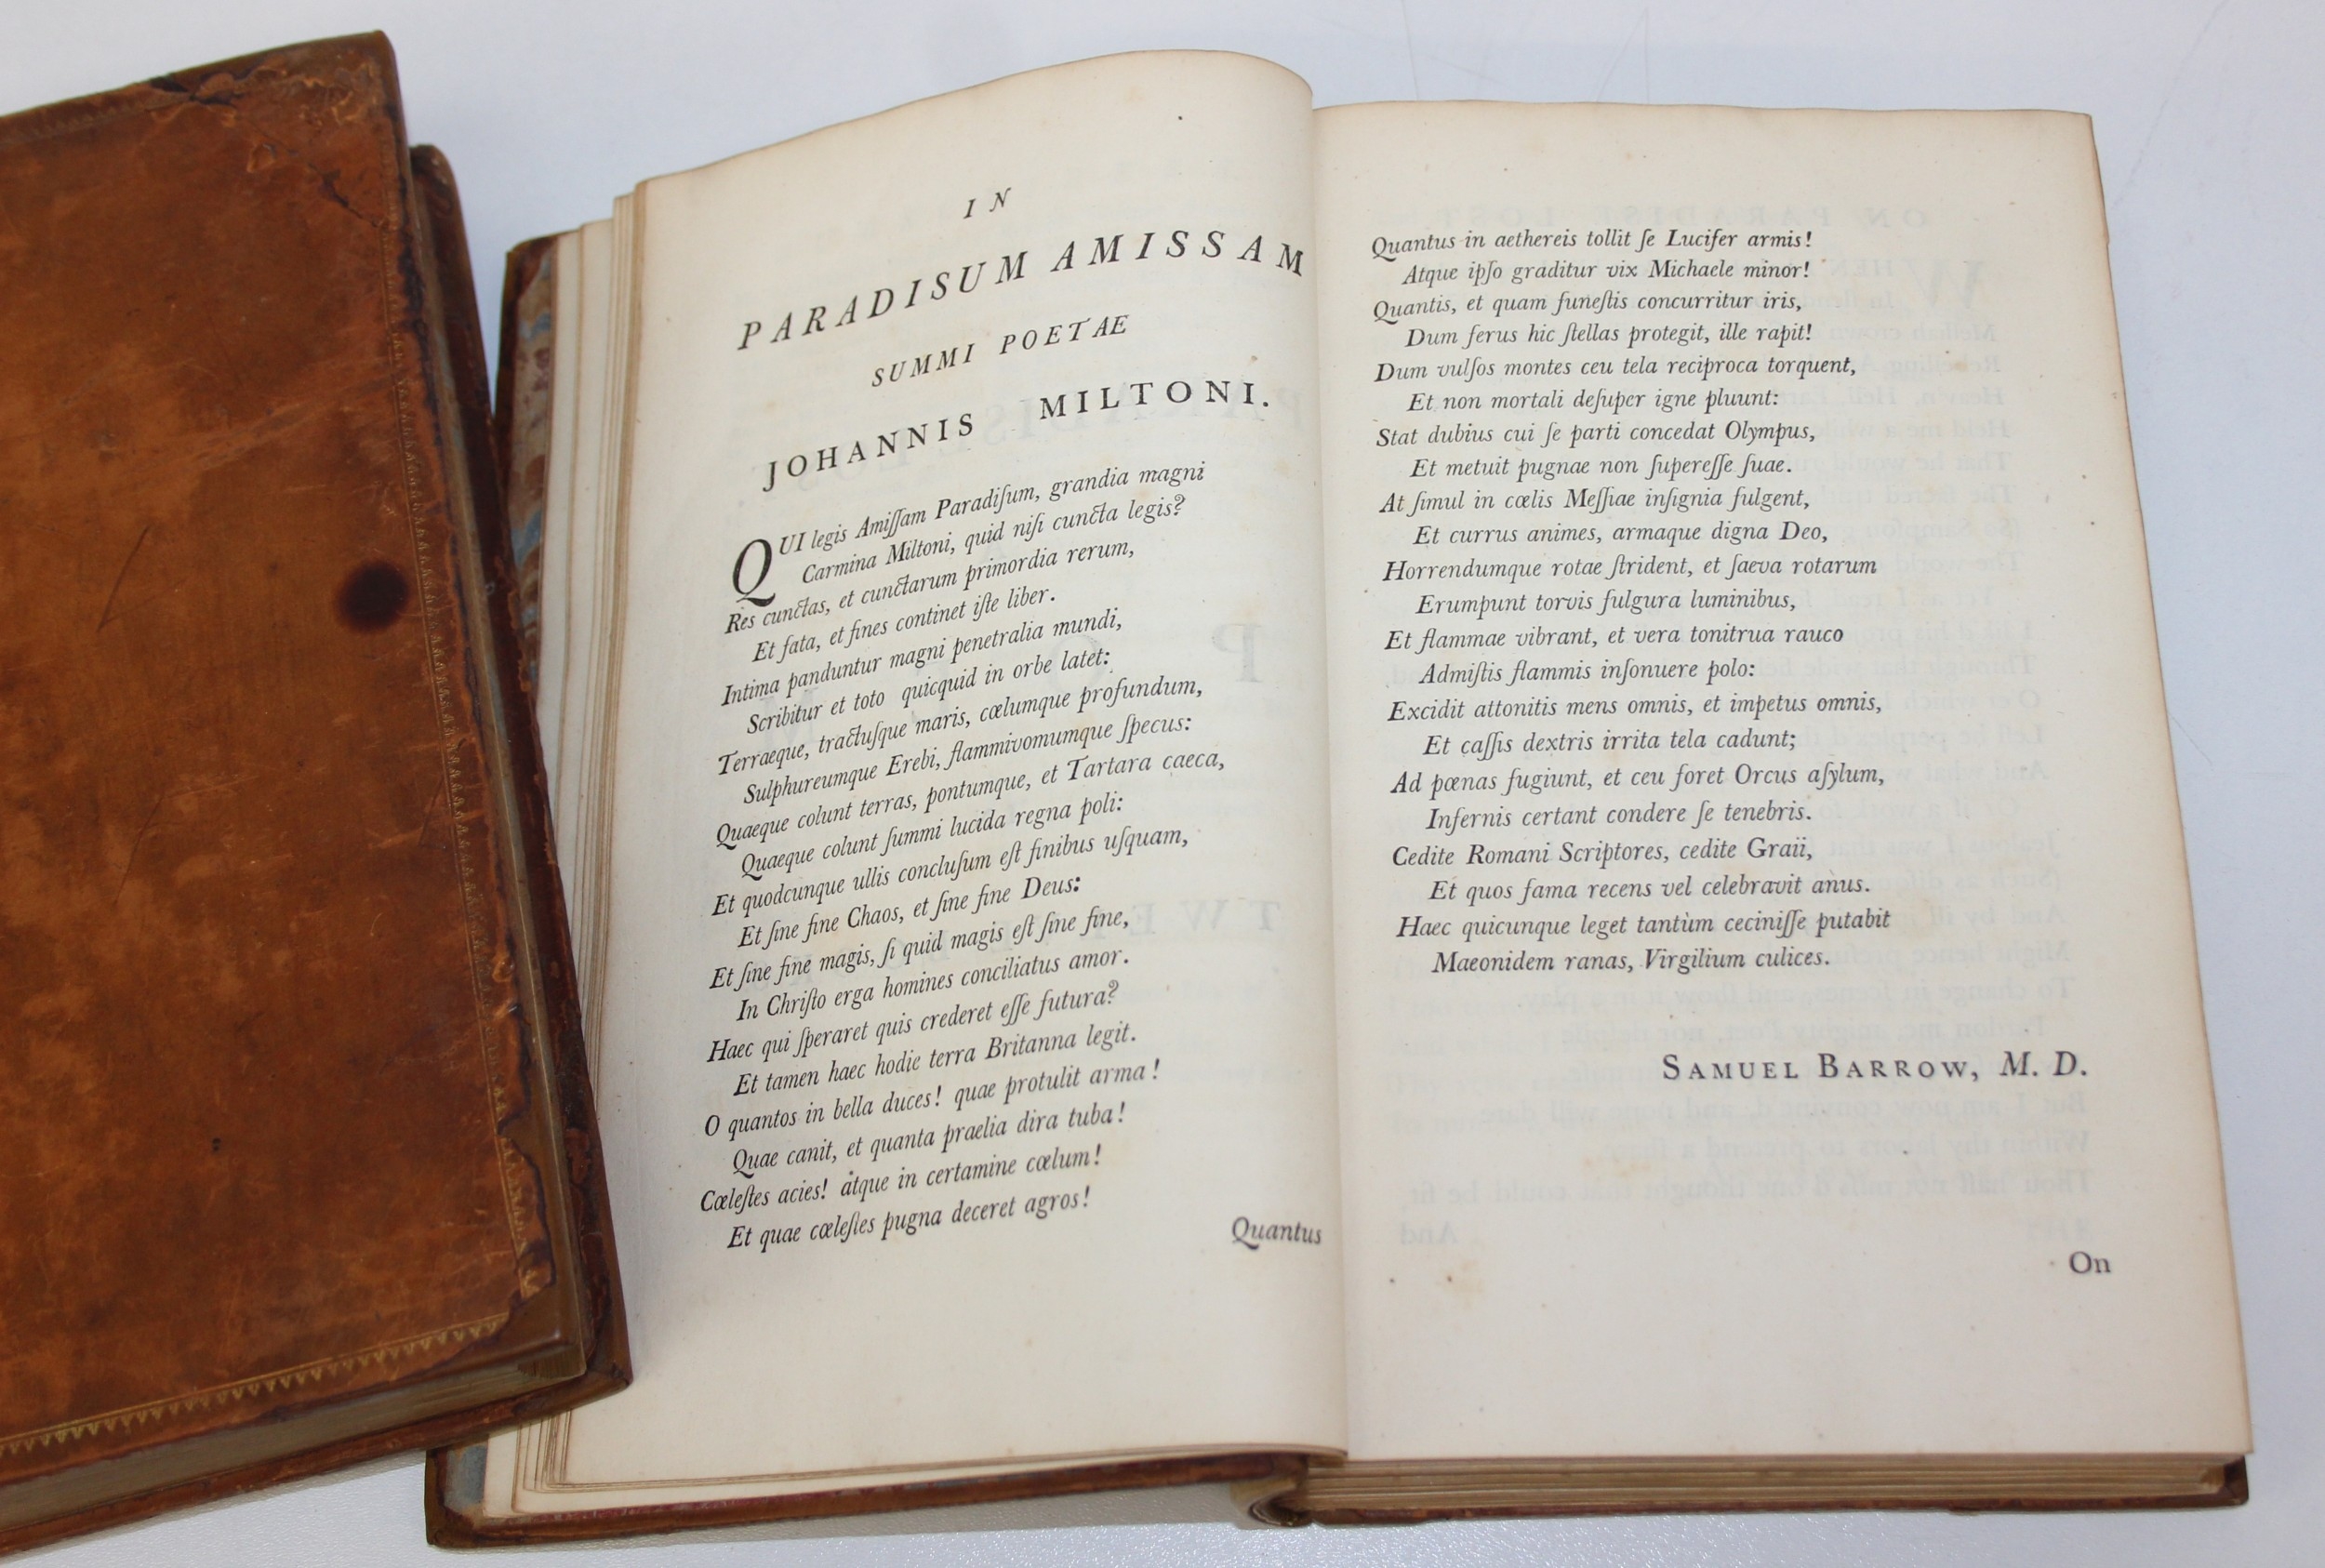 IN
PARADISUM AMISSAM
SUMMI POETAE
JOHANNIS MILTONI.
QUI legis Amiſſam Paradiſum, grandia magni
Carmina Miltoni, quid niſi cuncta legis?
Res cunctas, et cunctarum primordia rerum,
Et fata, et fines continet iſte liber.
Intima panduntur magni penetralia mundi,
Scribitur et toto quicquid in orbe latet:
Terraeque, tractuſque maris, cœlumque profundum,
Sulphureumque Erebi, flammivomumque ſpecus:
Quaeque colunt terras, pontumque, et Tartara caeca,
Quaeque colunt ſummi lucida regna poli:
Et quodcunque ullis concluſum eſt finibus uſquam,
Et ſine fine Chaos, et ſine fine Deus:
Et ſine fine magis, ſi quid magis eſt ſine fine,
In Chriſto erga homines conciliatus amor.
Haec qui ſperaret quis crederet eſſe futura?
Et tamen haec hodie terra Britanna legit.
O quantos in bella duces! quae protulit arma!
Quae canit, et quanta praelia dira tuba!
Cœleſtes acies! atque in certamine cœlum!
Et quae cœleſtes pugna deceret agros!
Quantus
Quantus in aethereis tollit ſe Lucifer armis!
Atque ipſo graditur vix Michaele minor!
Quantis, et quam funeſtis concurritur iris,
Dum ferus hic ſtellas protegit, ille rapit!
Dum vulſos montes ceu tela reciproca torquent,
Et non mortali deſuper igne pluunt:
Stat dubius cui ſe parti concedat Olympus,
Et metuit pugnae non ſupereſſe ſuae.
At ſimul in cœlis Meſſiae inſignia fulgent,
Et currus animes, armaque digna Deo,
Horrendumque rotae ſtrident, et ſaeva rotarum
Erumpunt torvis fulgura luminibus,
Et flammae vibrant, et vera tonitrua rauco
Admiſtis flammis inſonuere polo:
Excidit attonitis mens omnis, et impetus omnis,
Et caſſis dextris irrita tela cadunt;
Ad pœnas fugiunt, et ceu foret Orcus aſylum,
Infernis certant condere ſe tenebris.
Cedite Romani Scriptores, cedite Graii,
Et quos fama recens vel celebravit anus.
Haec quicunque leget tantùm ceciniſſe putabit
Maeonidem ranas, Virgilium culices.
SAMUEL BARROW, M. D.
On